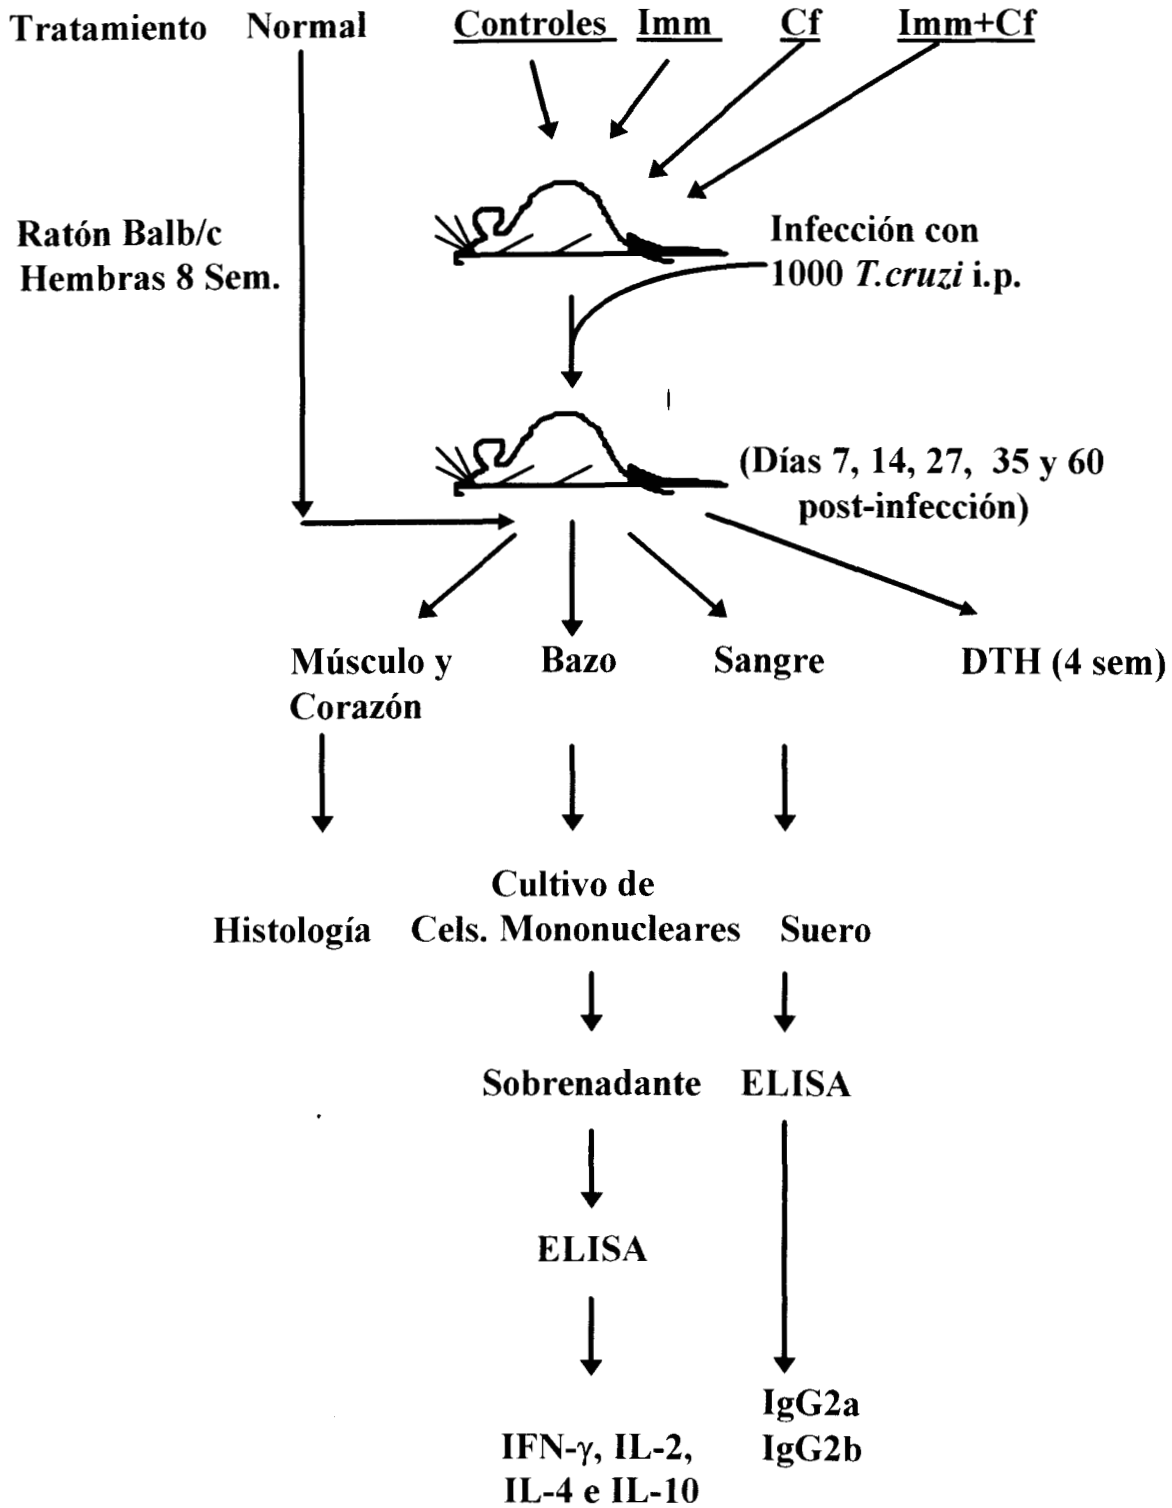 Tratamiento Normal Controles Imm Cf Imm+Cf
Ratón Balb/c
Hembras 8 Sem.
Infección con
1000 T.cruzi i.p.
(Días 7, 14, 27, 35 y 60
post-infección)
Músculo y
Corazón
Bazo
Sangre
DTH (4 sem)
Histología
Cultivo de
Cels. Mononucleares
Suero
Sobrenadante
ELISA
ELISA
IFN-γ, IL-2,
IL-4 e IL-10
IgG2a
IgG2b